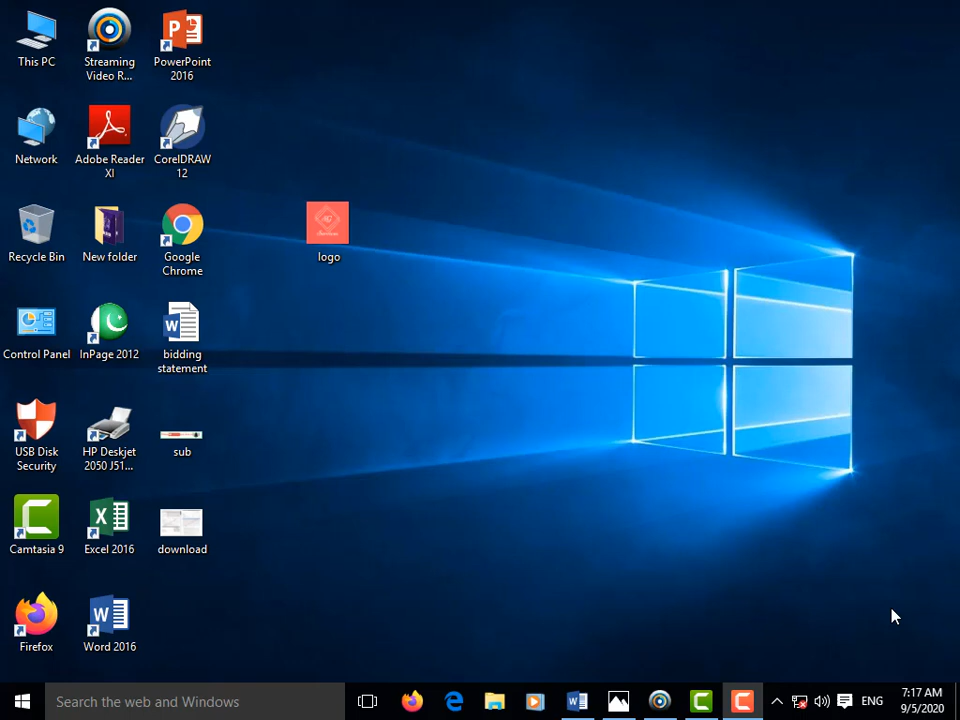 This PC
Streaming
Video R...
PowerPoint
2016
Network
Adobe Reader
XI
CorelDRAW
12
Recycle Bin
New folder
Google
Chrome
logo
Control Panel
InPage 2012
bidding
statement
USB Disk
Security
HP Deskjet
2050 J51...
sub
Camtasia 9
Excel 2016
download
Firefox
Word 2016
Search the web and Windows
ENG
7:17 AM
9/5/2020